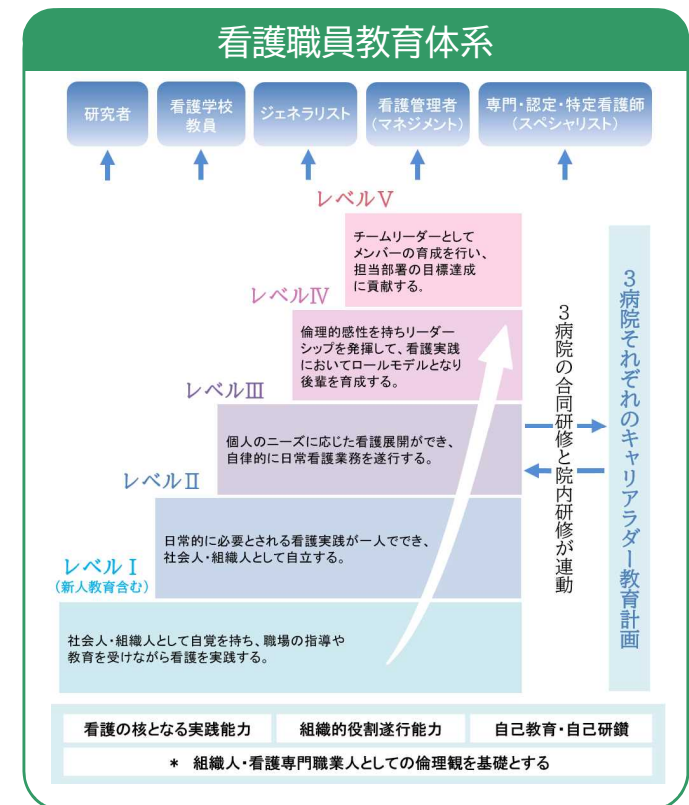 看護職員教育体系
研究者
看護学校
教員
ジェネラリスト
看護管理者
(マネジメント)
専門・認定・特定看護師
(スペシャリスト)
レベルⅤ
チームリーダーとして
メンバーの育成を行い、
担当部署の目標達成
に貢献する。
レベルⅣ
倫理的感性を持ちリーダー
シップを発揮して、看護実践
においてロールモデルとなり
後輩を育成する。
レベルⅢ
個人のニーズに応じた看護展開ができ、
自律的に日常看護業務を遂行する。
レベルⅡ
日常的に必要とされる看護実践が一人ででき、
社会人・組織人として自立する。
レベルⅠ
(新人教育含む)
社会人・組織人として自覚を持ち、職場の指導や
教育を受けながら看護を実践する。
3病院の合同研修と院内研修が連動
3病院それぞれのキャリアラダー教育計画
看護の核となる実践能力
組織的役割遂行能力
自己教育・自己研鑽
* 組織人・看護専門職業人としての倫理観を基礎とする